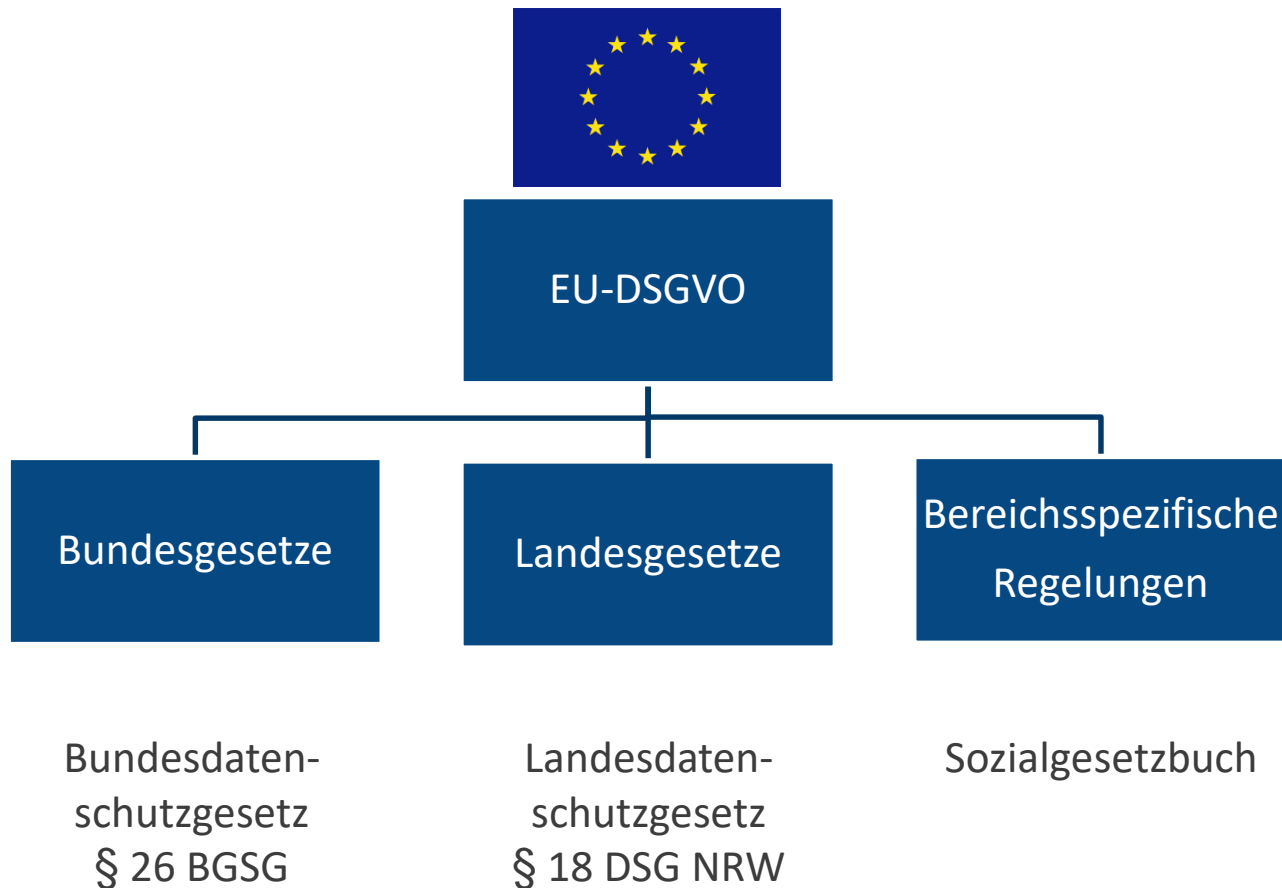 EU-DSGVO
Bundesgesetze
Landesgesetze
Bereichsspezifische
Regelungen
Bundesdaten-
schutzgesetz
§ 26 BGSG
Landesdaten-
schutzgesetz
§ 18 DSG NRW
Sozialgesetzbuch